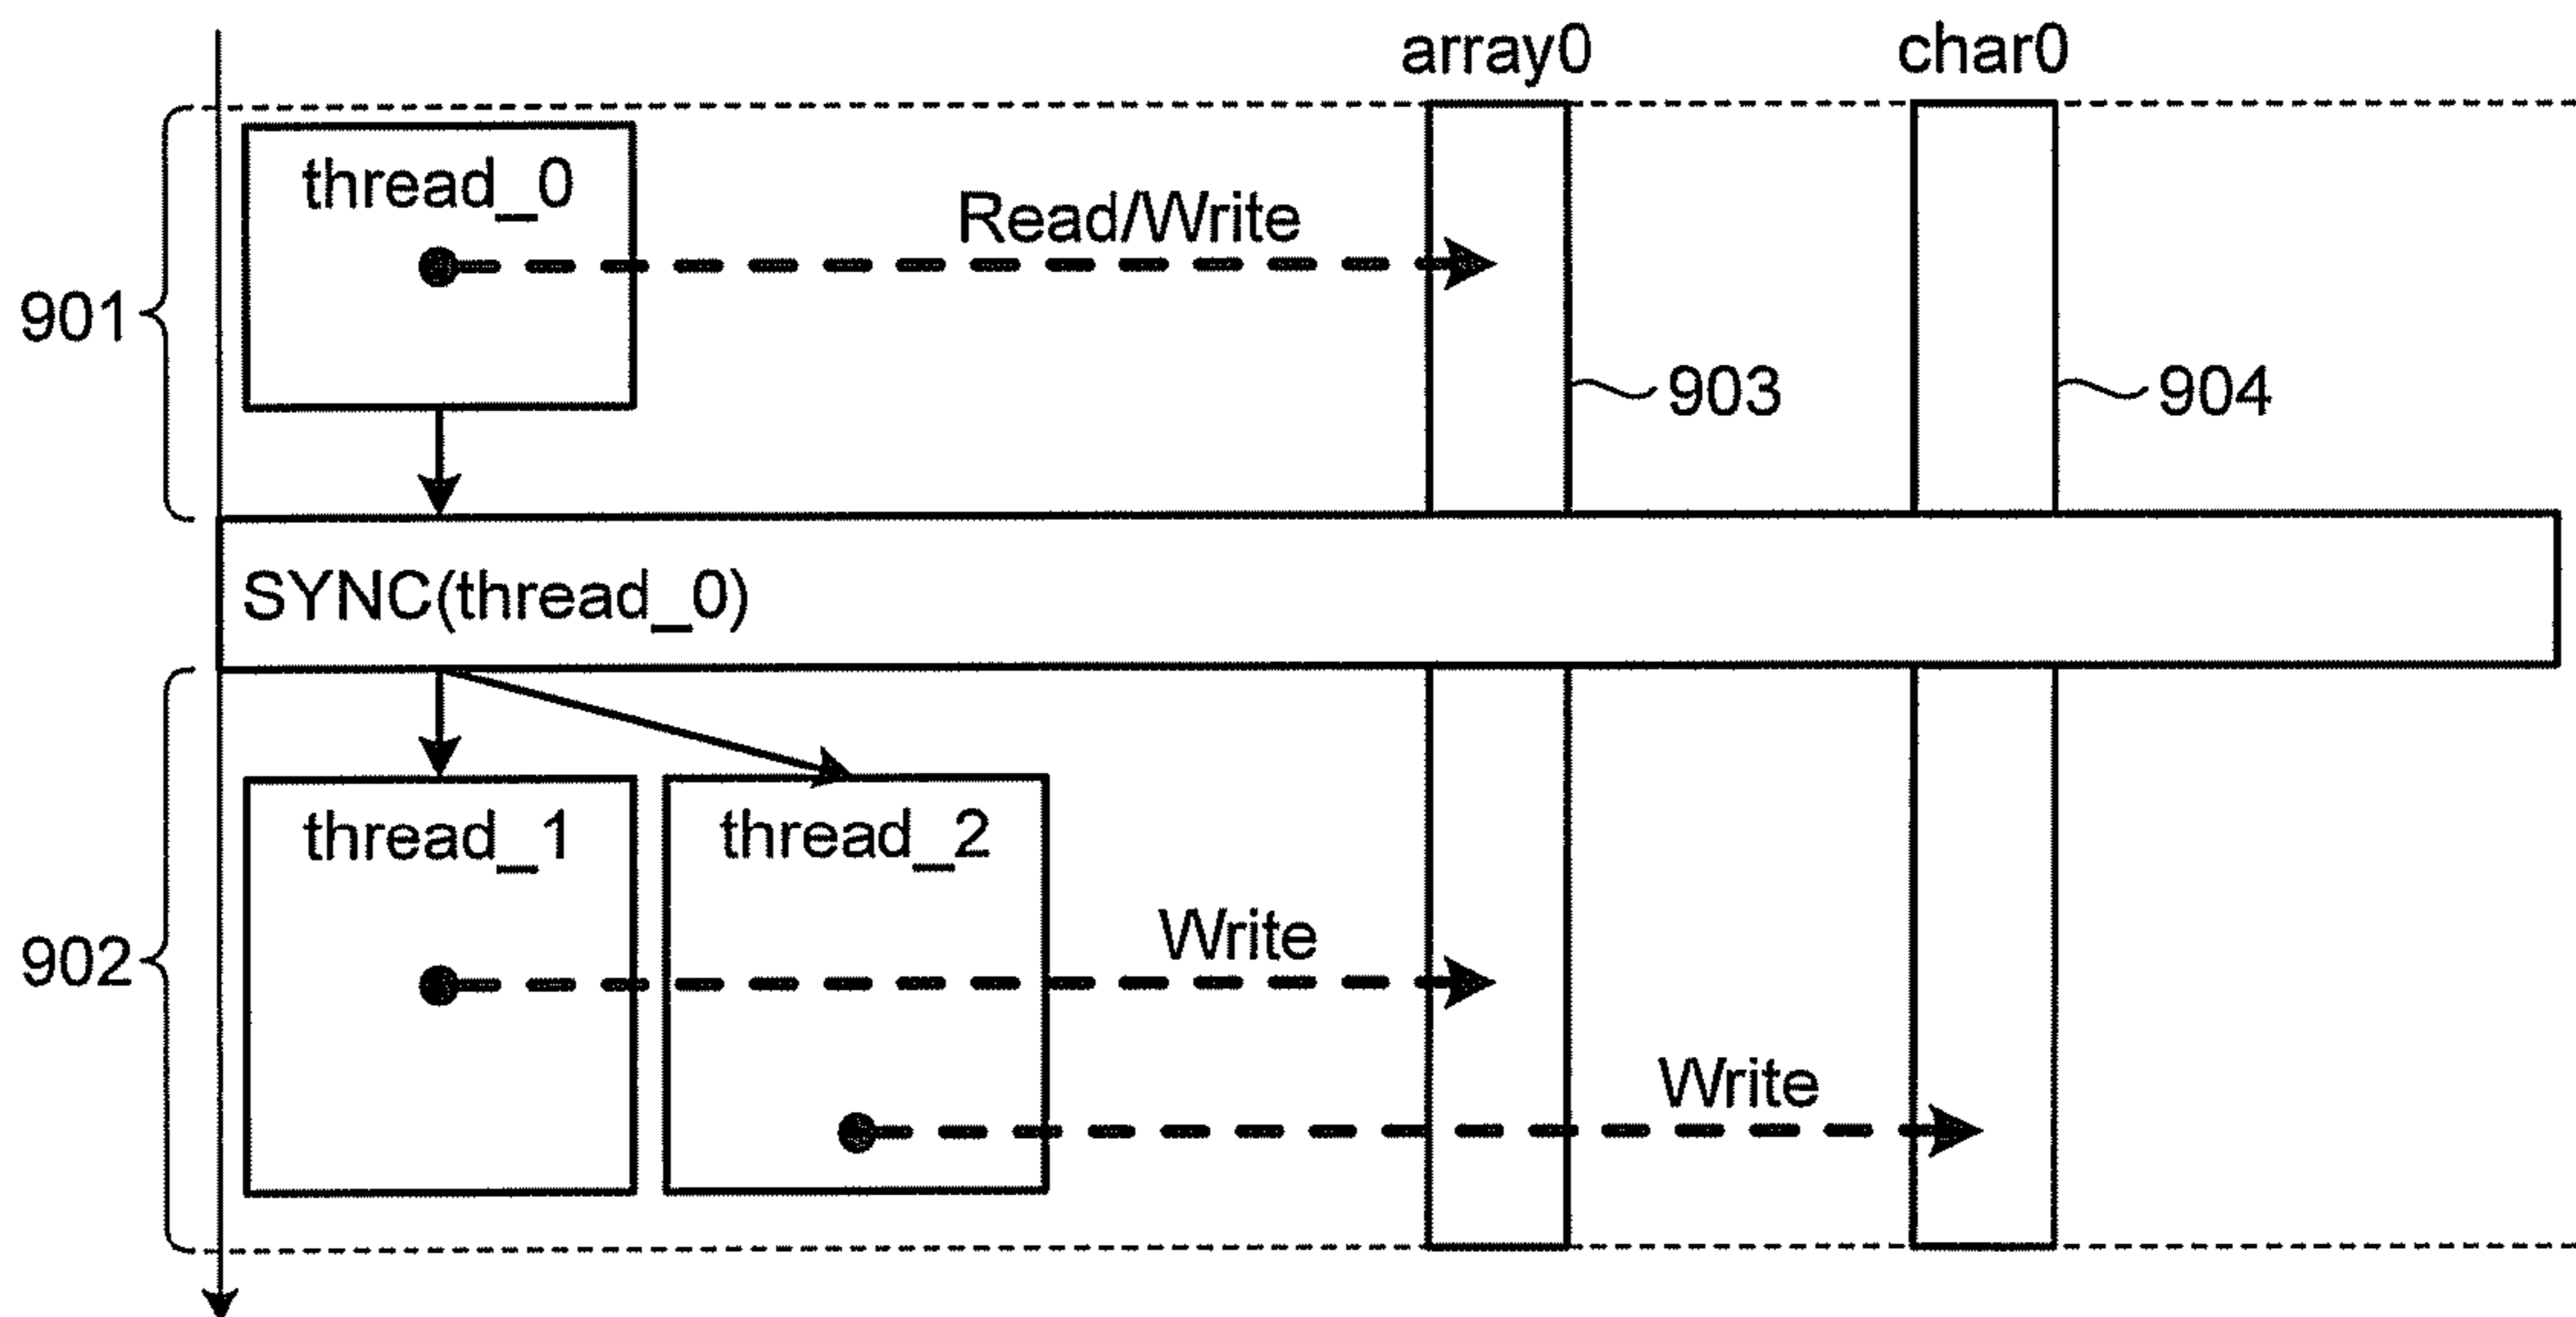 array0
char0
thread_0
Read/Write
901
903
904
SYNC(thread_0)
thread_1
thread_2
Write
902
Write